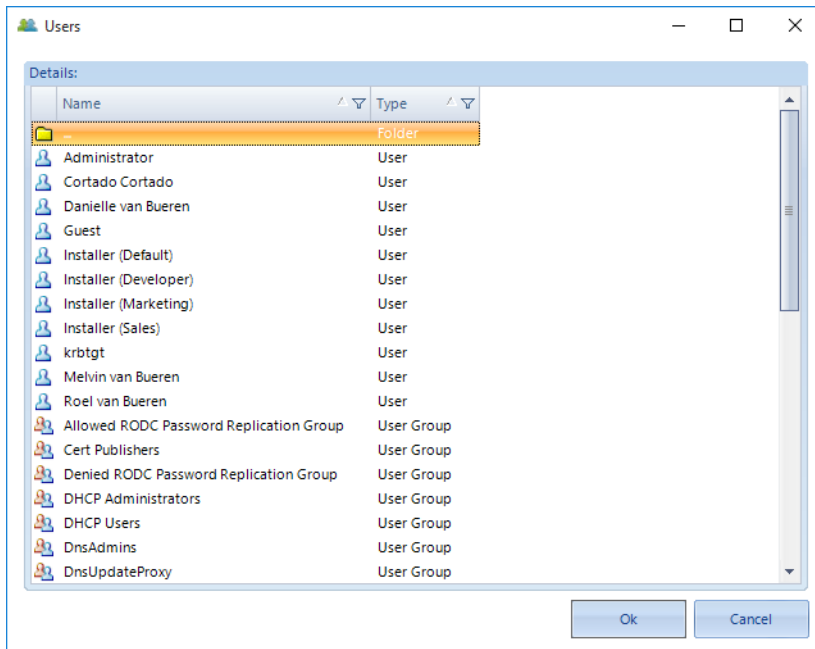 Users
Details:
Name Type
.. Folder
Administrator User
Cortado Cortado User
Danielle van Bueren User
Guest User
Installer (Default) User
Installer (Developer) User
Installer (Marketing) User
Installer (Sales) User
krbtgt User
Melvin van Bueren User
Roel van Bueren User
Allowed RODC Password Replication Group User Group
Cert Publishers User Group
Denied RODC Password Replication Group User Group
DHCP Administrators User Group
DHCP Users User Group
DnsAdmins User Group
DnsUpdateProxy User Group
Ok Cancel